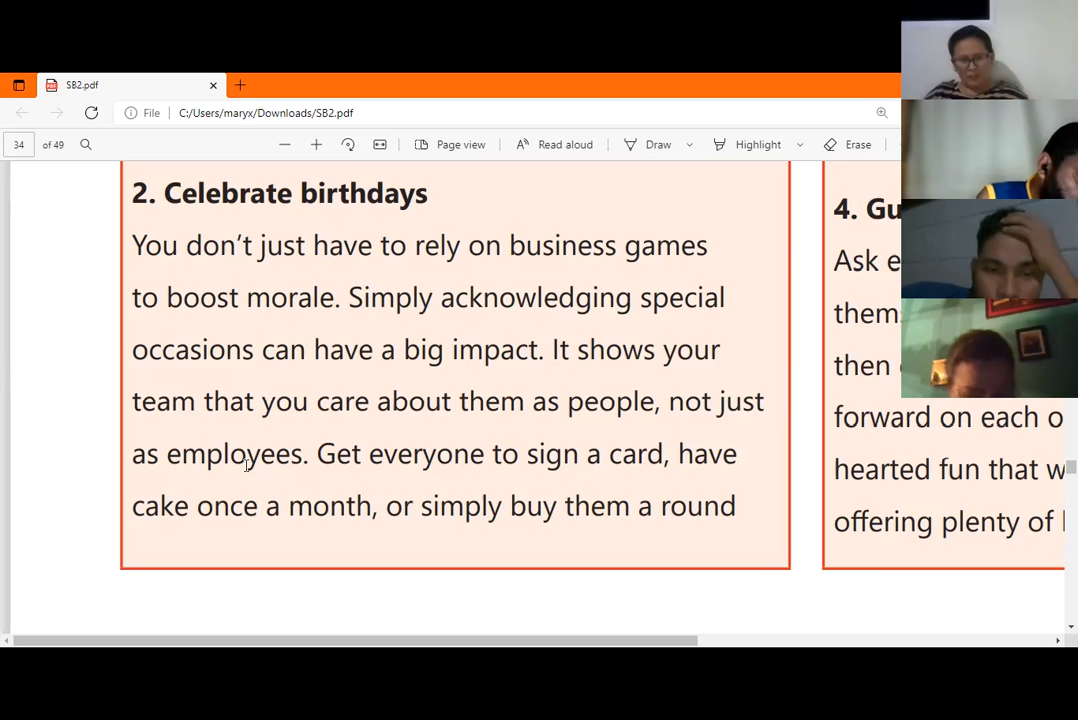 SB2.pdf
File C:/Users/maryx/Downloads/SB2.pdf
34 of 49 Page view Read aloud Draw Highlight Erase
2. Celebrate birthdays
You don't just have to rely on business games
to boost morale. Simply acknowledging special
occasions can have a big impact. It shows your
team that you care about them as people, not just
as employees. Get everyone to sign a card, have
cake once a month, or simply buy them a round
4. Gu
Ask e
them
then
forward on each o
hearted fun that w
offering plenty of